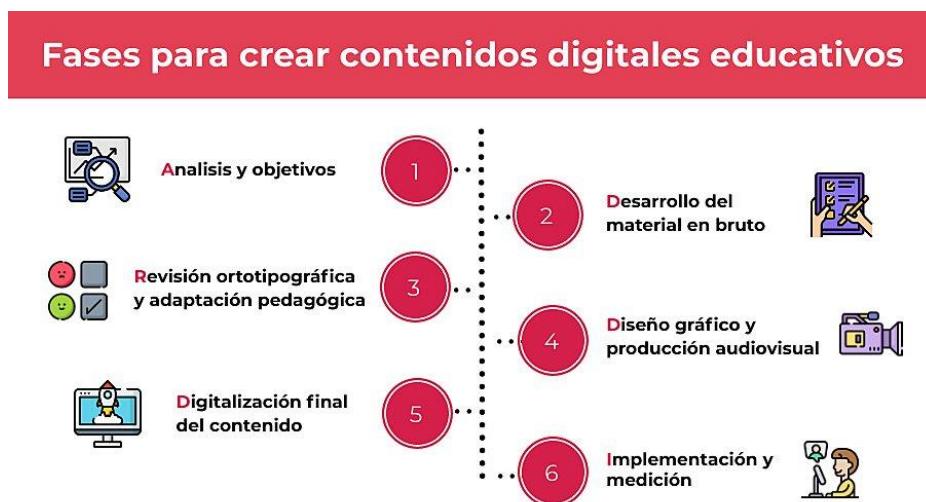 Fases para crear contenidos digitales educativos
Analisis y objetivos
1
2
Desarrollo del
material en bruto
Revisión ortotipográfica
y adaptación pedagógica
3
4
Diseño gráfico y
producción audiovisual
Digitalización final
del contenido
5
6
Implementación y
medición